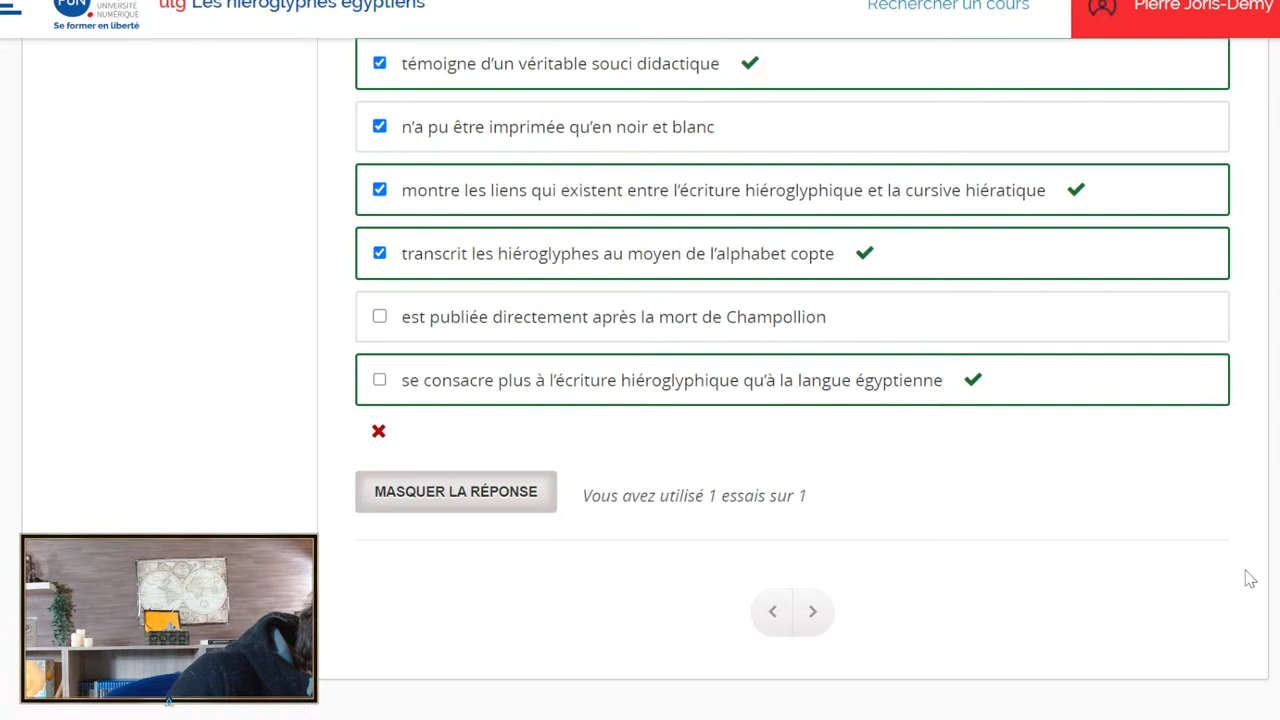 FUN
UNIVERSITÉ
NUMÉRIQUE
Se former en liberté
ulg Les hiéroglyphes égyptiens
Rechercher un cours
Pierre Joris-Demy
témoigne d'un véritable souci didactique
n'a pu être imprimée qu'en noir et blanc
montre les liens qui existent entre l'écriture hiéroglyphique et la cursive hiératique
transcrit les hiéroglyphes au moyen de l'alphabet copte
est publiée directement après la mort de Champollion
se consacre plus à l'écriture hiéroglyphique qu'à la langue égyptienne
MASQUER LA RÉPONSE
Vous avez utilisé 1 essais sur 1